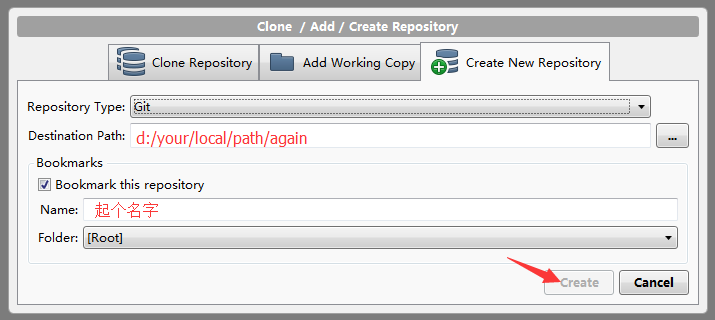 Clone / Add / Create Repository
Clone Repository
Add Working Copy
Create New Repository
Repository Type: Git
Destination Path: d:/your/local/path/again ...
Bookmarks
Bookmark this repository
Name: 起个名字
Folder: [Root]
Create Cancel